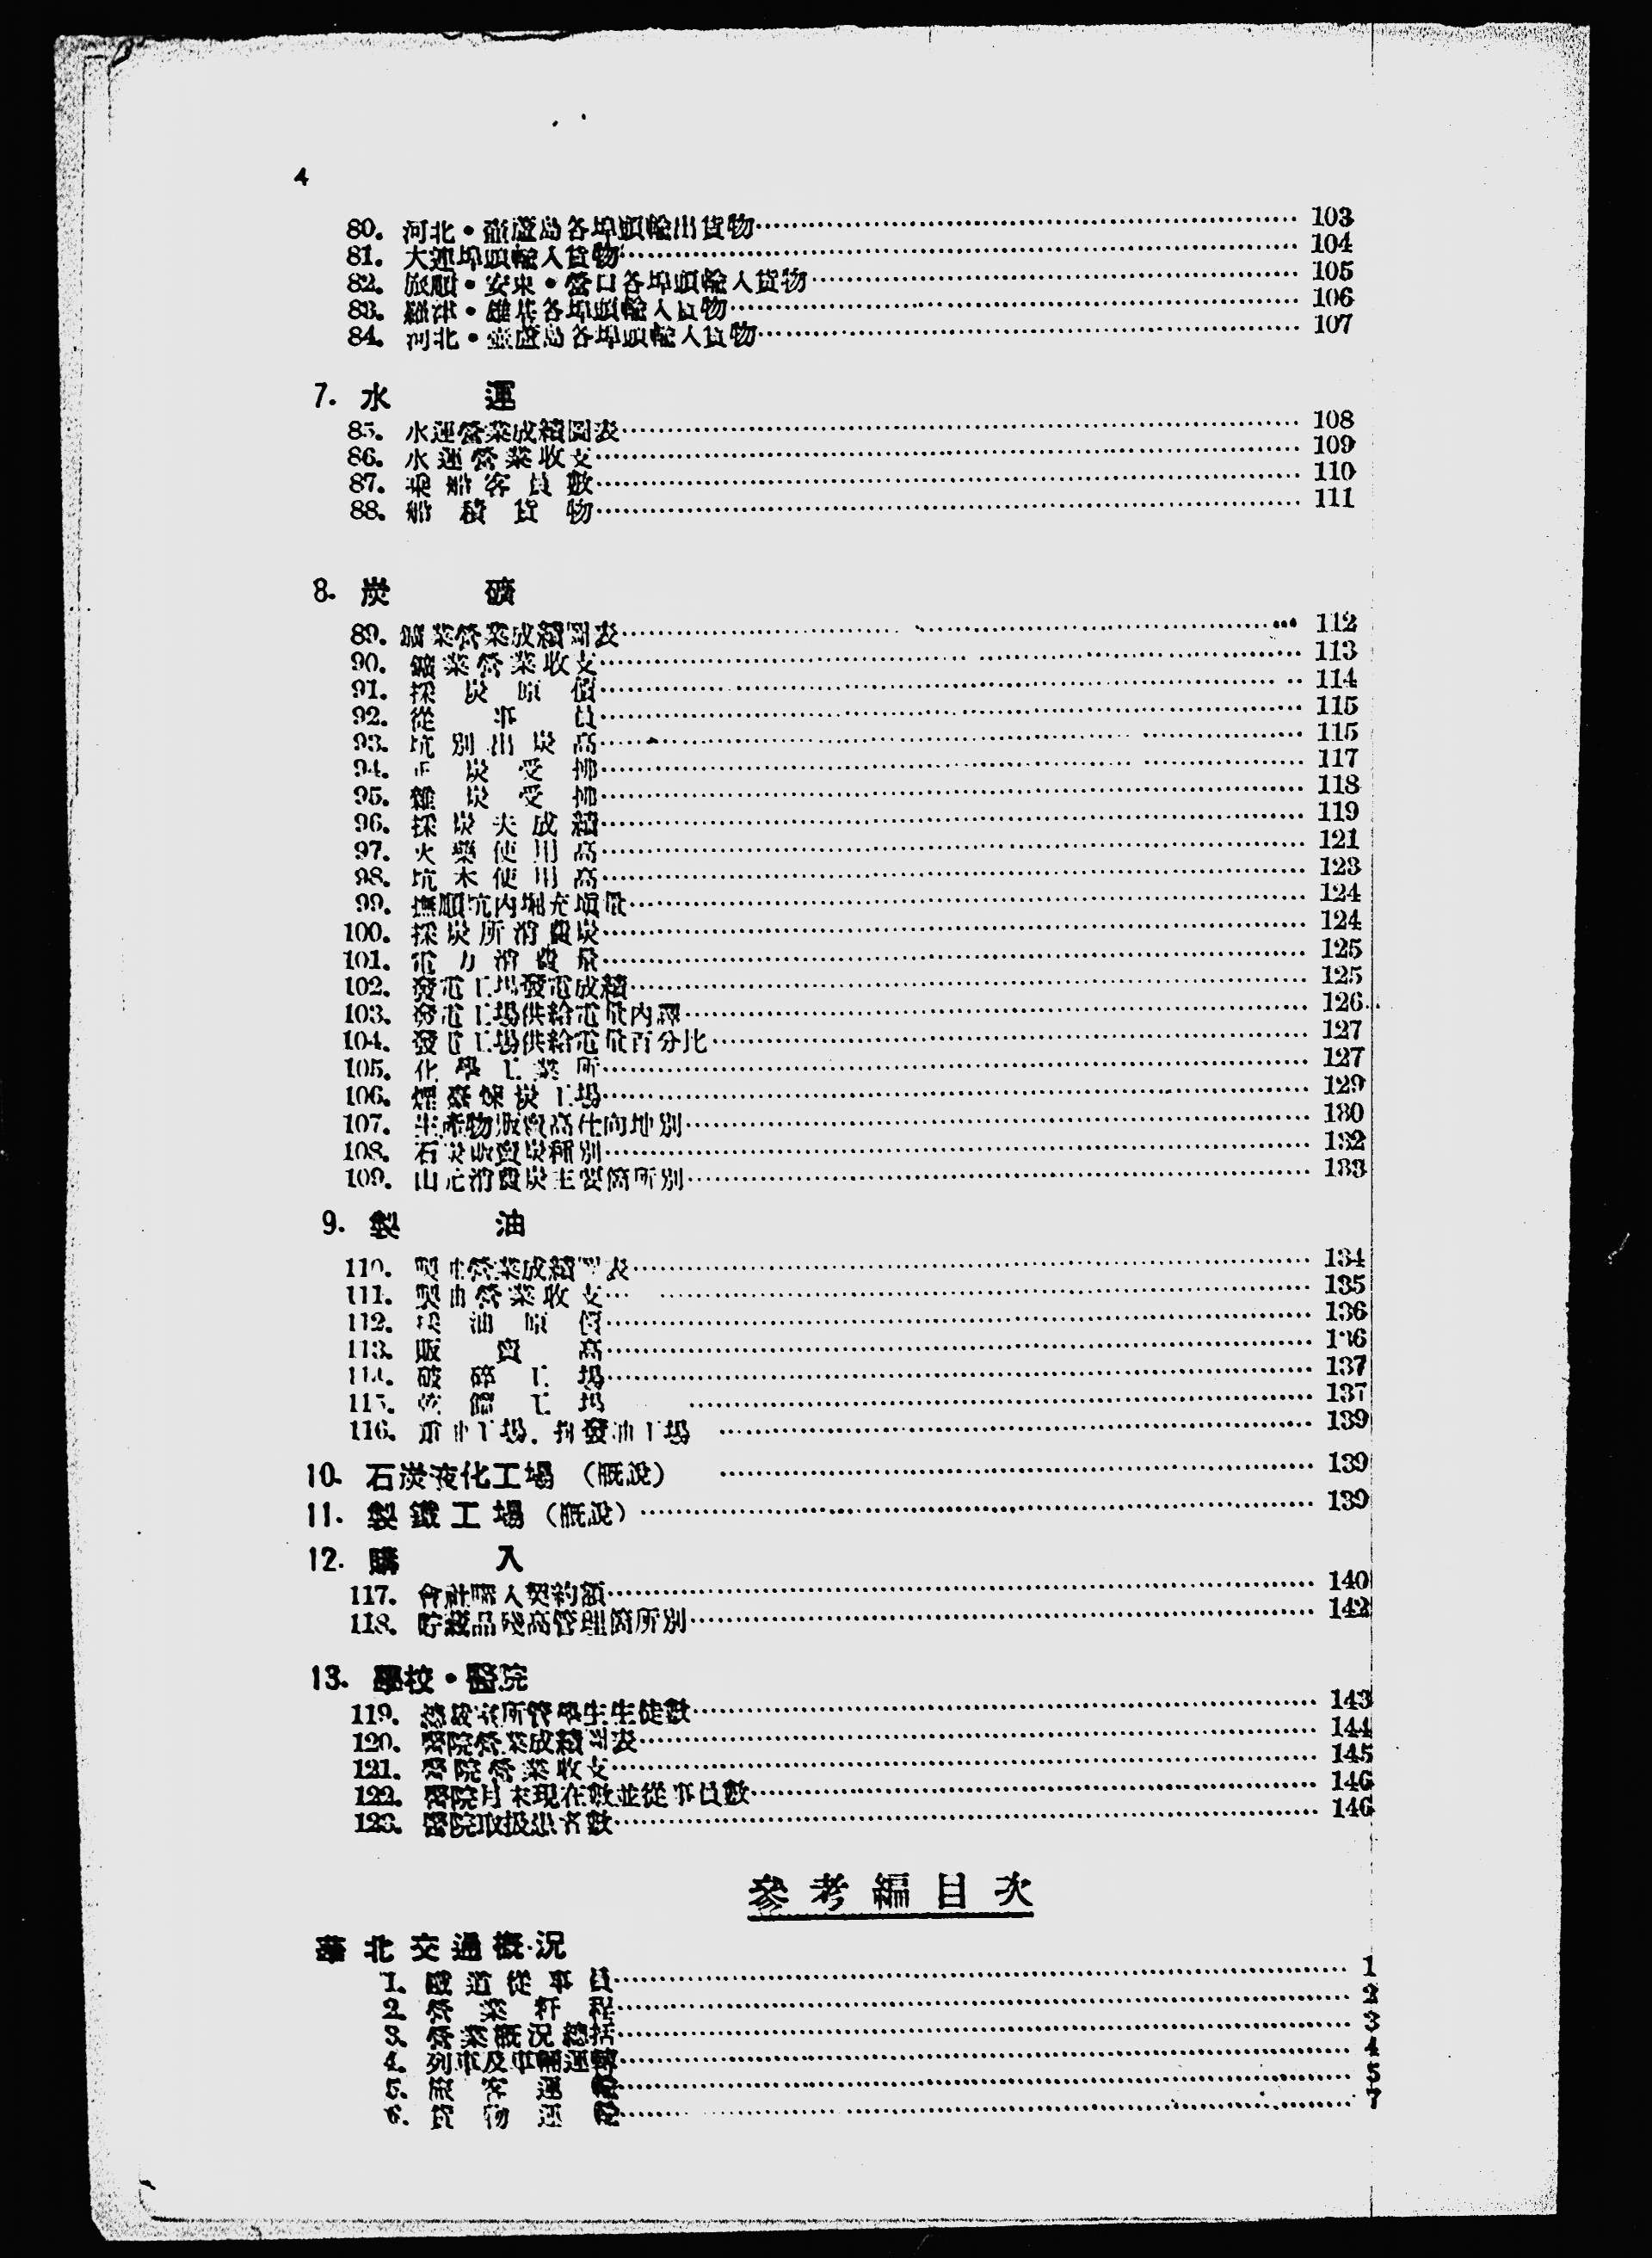 4
80. 河北・葫蘆島各埠頭輸出貨物 103
81. 大連埠頭輸入貨物 104
82. 旅順・安東・營口各埠頭輸入貨物 105
83. 羅津・雄基各埠頭輸入貨物 106
84. 河北・壺蘆島各埠頭輸入貨物 107
7. 水運
85. 水運營業成績圖表 108
86. 水運營業收支 109
87. 乘船客員數 110
88. 船積貨物 111
8. 炭礦
89. 鑛業營業成績圖表 112
90. 鑛業營業收支 113
91. 採炭原價 114
92. 從事員 115
93. 坑別出炭高 115
94. 正炭受拂 117
95. 雜炭受拂 118
96. 採炭夫成績 119
97. 火藥使用高 121
98. 坑木使用高 123
99. 撫順坑內掘充塡量 124
100. 採炭所消費炭 124
101. 電力消費量 125
102. 發電工場發電成績 125
103. 發電工場供給電量內譯 126
104. 發電工場供給電量百分比 127
105. 化學工業所 127
106. 煙臺煉炭工場 129
107. 生產物販賣高仕向地別 130
108. 石炭販賣炭種別 132
109. 山元消費炭主要箇所別 133
9. 製油
110. 製油營業成績圖表 134
111. 製油營業收支 135
112. 製油原價 136
113. 販賣高 136
114. 破碎工場 137
115. 乾餾工場 137
116. 重油工場、揮發油工場 139
10. 石炭液化工場（概說） 139
11. 製鐵工場（概說） 139
12. 購入
117. 會社購入契約額 140
118. 貯藏品殘高管理箇所別 142
13. 學校・醫院
119. 所管學生生徒數 143
120. 醫院營業成績圖表 144
121. 醫院營業收支 145
122. 醫院月末現在數並從事員數 146
123. 醫院取扱患者數 146
參考編目次
華北交通概況
1. 鐵道從事員 1
2. 營業粁程 2
3. 營業概況總括 3
4. 列車及車輛運轉 4
5. 旅客運輸 5
6. 貨物運輸 7